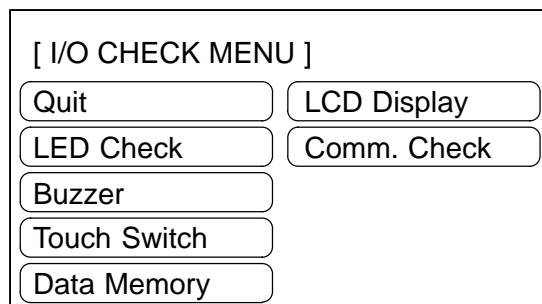 [ I/O CHECK MENU ]
Quit
LCD Display
LED Check
Comm. Check
Buzzer
Touch Switch
Data Memory